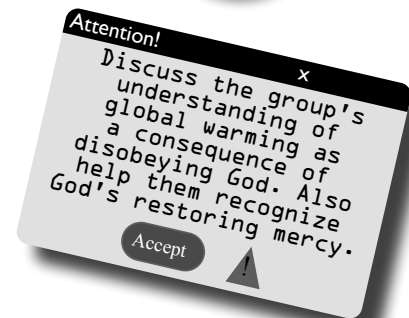 Attention!
x
Discuss the group's
understanding of
global warming as
a consequence of
disobeying God. Also
help them recognize
God's restoring mercy.
Accept
!